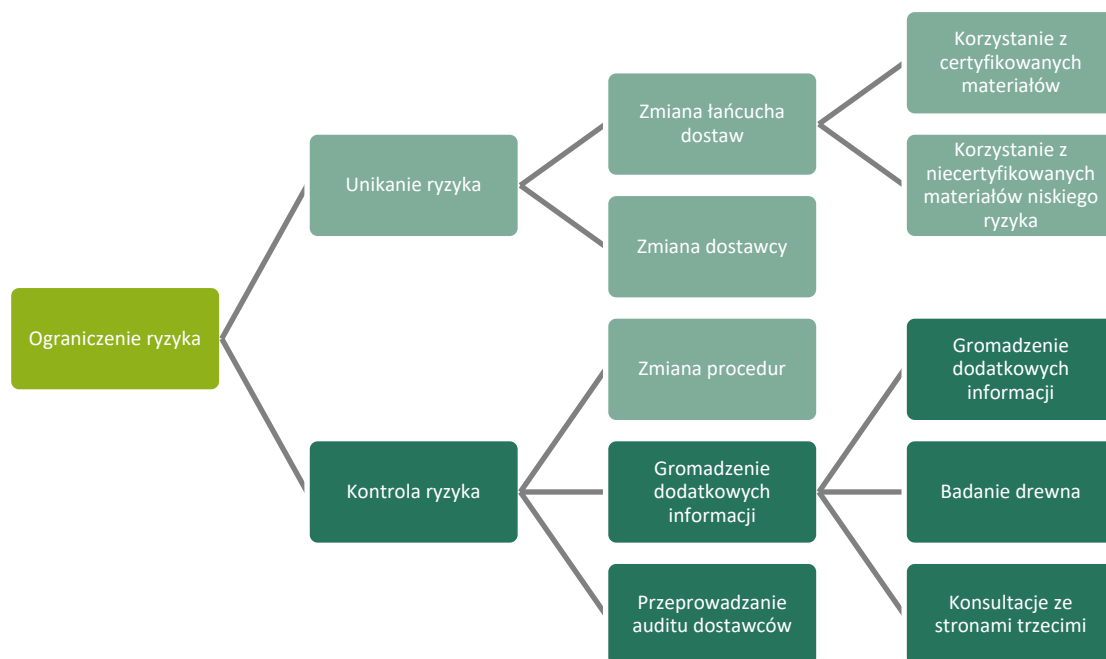 Korzystanie z
certyfikowanych
materiałów
Zmiana łańcucha
dostaw
Korzystanie z
niecertyfikowanych
materiałów niskiego
ryzyka
Unikanie ryzyka
Zmiana dostawcy
Ograniczenie ryzyka
Zmiana procedur
Gromadzenie
dodatkowych
informacji
Kontrola ryzyka
Gromadzenie
dodatkowych
informacji
Badanie drewna
Przeprowadzanie
auditu dostawców
Konsultacje ze
stronami trzecimi